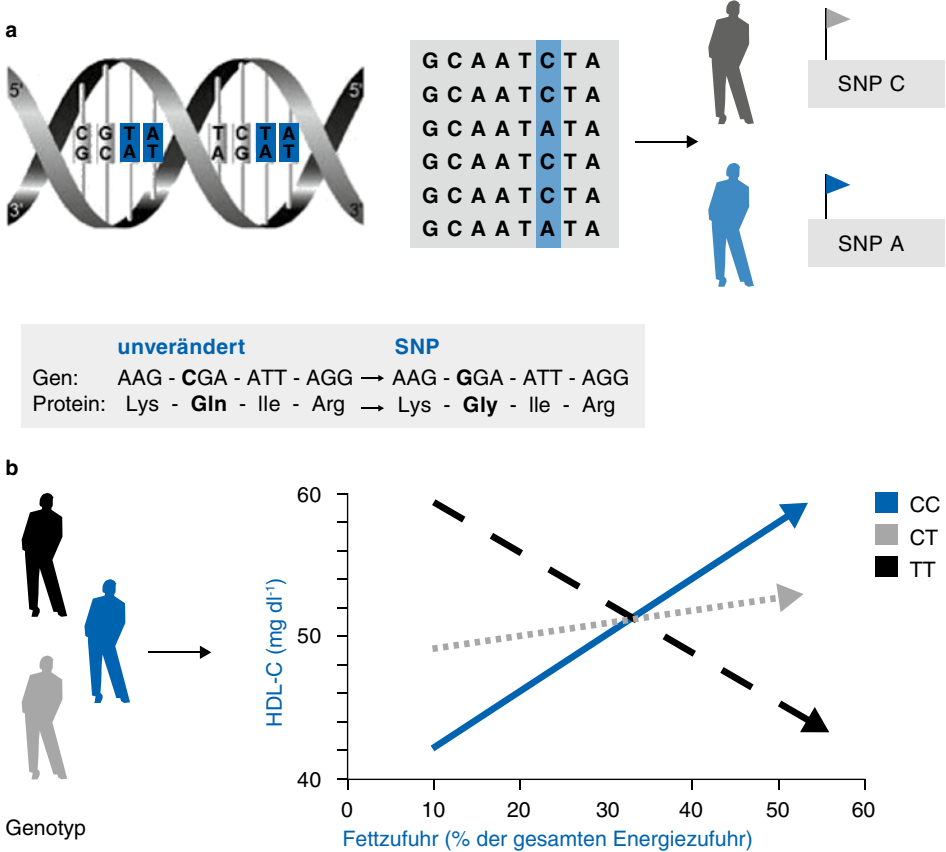 a
5'
5'
C G T A T C T A
G C A T A G A T
3'
3'
G C A A T C T A
G C A A T C T A
G C A A T A T A
G C A A T C T A
G C A A T C T A
G C A A T A T A
SNP C
SNP A
unverändert SNP
Gen: AAG - CGA - ATT - AGG → AAG - GGA - ATT - AGG
Protein: Lys - Gln - Ile - Arg → Lys - Gly - Ile - Arg
b
Genotyp
HDL-C (mg dl-1)
60
50
40
0 10 20 30 40 50 60
Fettzufuhr (% der gesamten Energiezufuhr)
CC
CT
TT